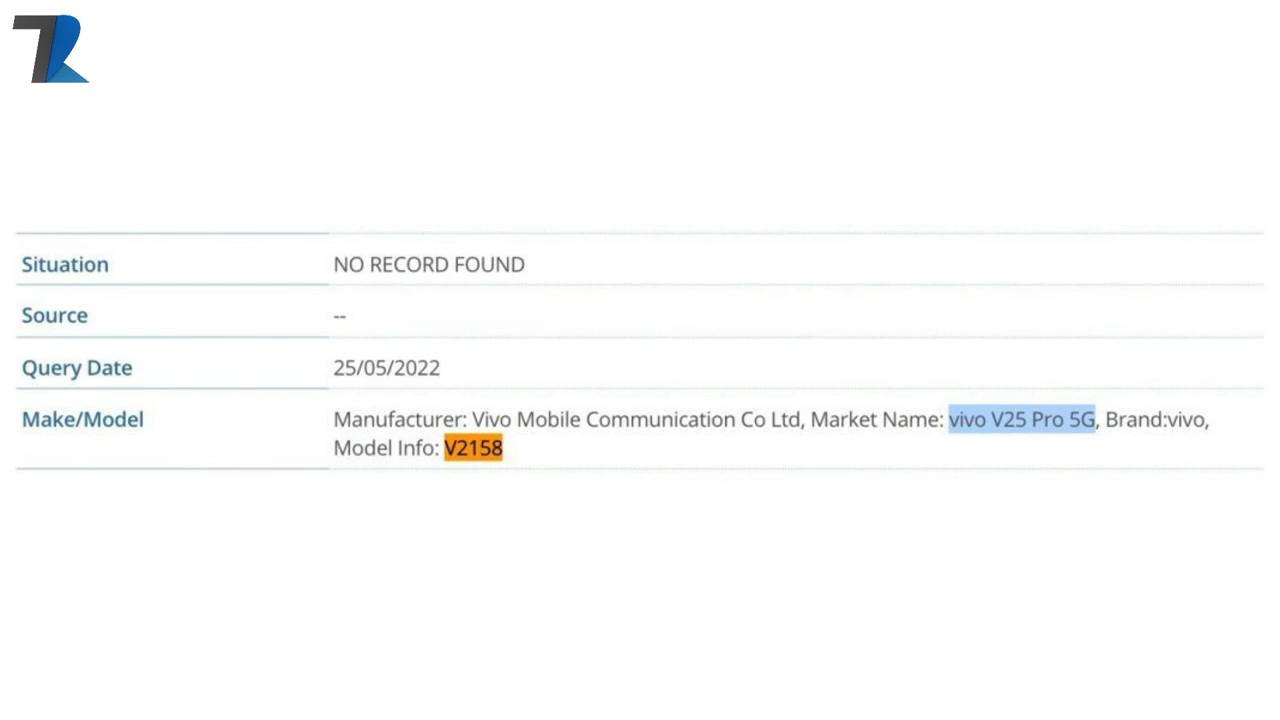 Situation NO RECORD FOUND
Source --
Query Date 25/05/2022
Make/Model Manufacturer: Vivo Mobile Communication Co Ltd, Market Name: vivo V25 Pro 5G, Brand:vivo,
Model Info: V2158